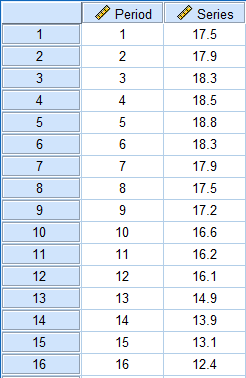 Period Series
1 1 17.5
2 2 17.9
3 3 18.3
4 4 18.5
5 5 18.8
6 6 18.3
7 7 17.9
8 8 17.5
9 9 17.2
10 10 16.6
11 11 16.2
12 12 16.1
13 13 14.9
14 14 13.9
15 15 13.1
16 16 12.4